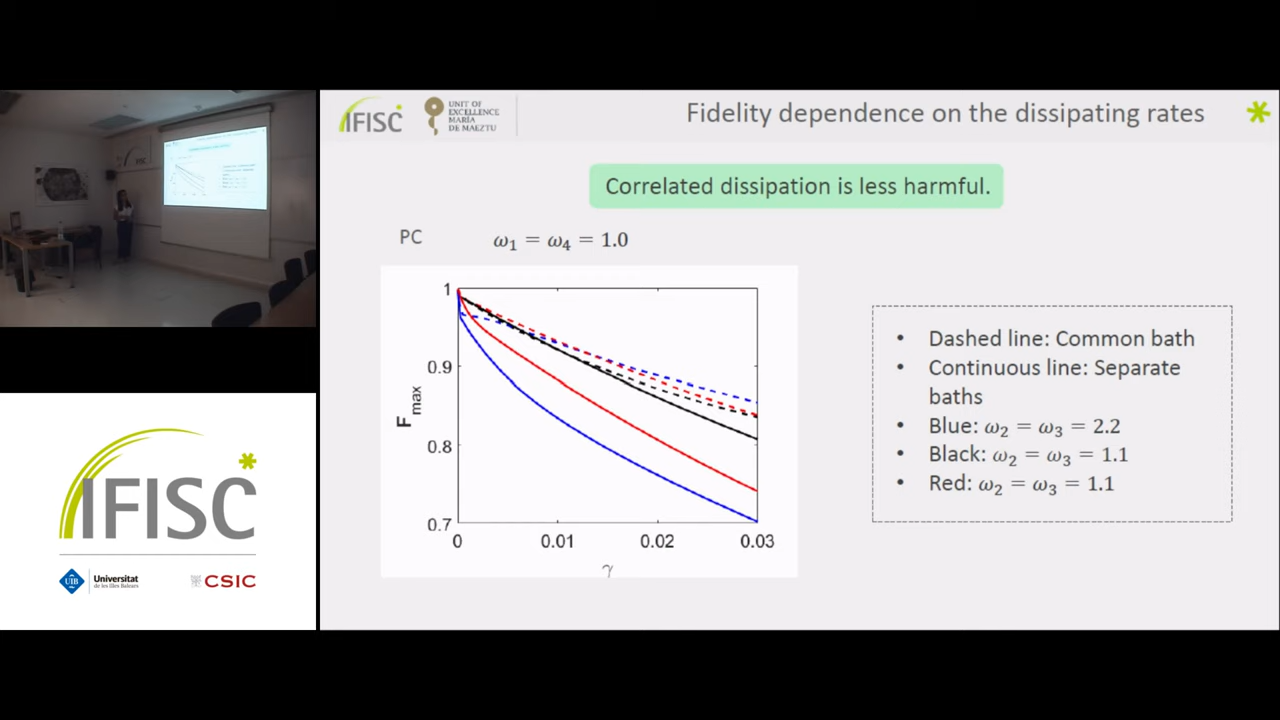 IFISC
UNIT OF
EXCELLENCE
MARÍA
DE MAEZTU
Fidelity dependence on the dissipating rates
Correlated dissipation is less harmful.
PC
ω₁ = ω₄ = 1.0
1
0.9
0.8
0.7
F_max
0
0.01
0.02
0.03
γ
• Dashed line: Common bath
• Continuous line: Separate
baths
• Blue: ω₂ = ω₃ = 2.2
• Black: ω₂ = ω₃ = 1.1
• Red: ω₂ = ω₃ = 1.1
IFISC
UIB
Universitat
de les Illes Balears
CSIC